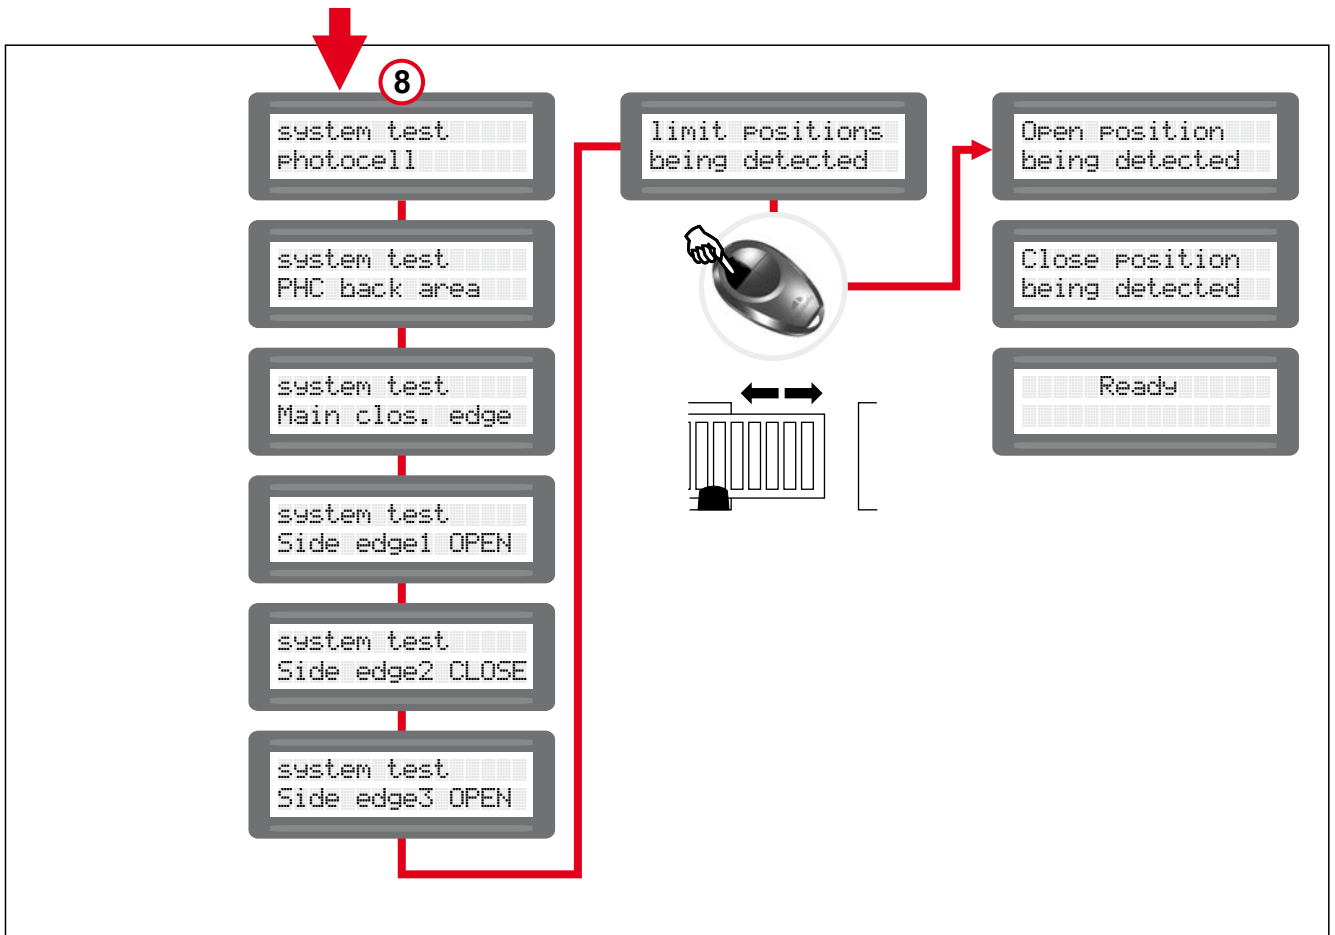 8
system test
photocell
system test
PHC back area
system test
Main clos. edge
system test
Side edge1 OPEN
system test
Side edge2 CLOSE
system test
Side edge3 OPEN
limit positions
being detected
Open position
being detected
Close position
being detected
Ready